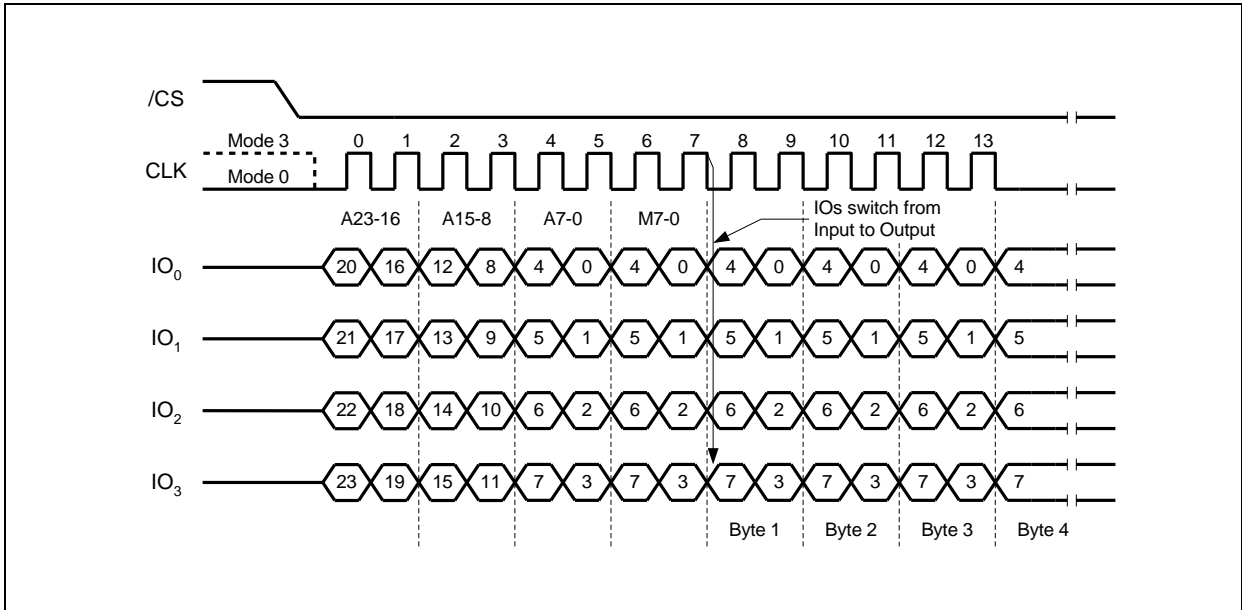 /CS
Mode 3 0 1 2 3 4 5 6 7 8 9 10 11 12 13
CLK
Mode 0
A23-16 A15-8 A7-0 M7-0
IOs switch from
Input to Output
IO0 20 16 12 8 4 0 4 0 4 0 4 0 4 0 4
IO1 21 17 13 9 5 1 5 1 5 1 5 1 5 1 5
IO2 22 18 14 10 6 2 6 2 6 2 6 2 6 2 6
IO3 23 19 15 11 7 3 7 3 7 3 7 3 7 3 7
Byte 1 Byte 2 Byte 3 Byte 4